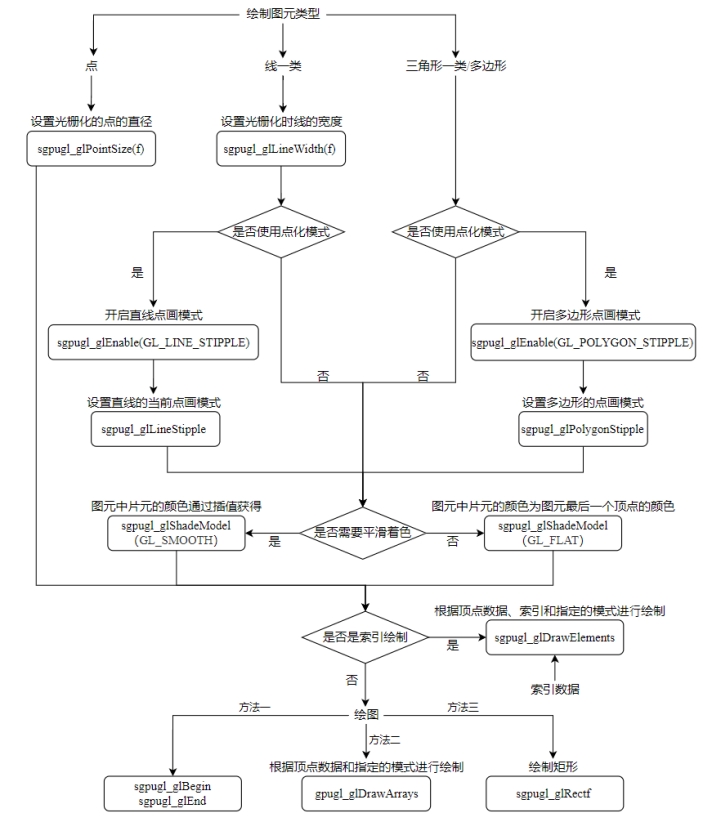 绘制图元类型
点
线一类
三角形一类/多边形
设置光栅化的点的直径
设置光栅化时线的宽度
sgpugl_glPointSize(f)
sgpugl_glLineWidth(f)
是否使用点化模式
是否使用点化模式
是
是
开启直线点画模式
开启多边形点画模式
sgpugl_glEnable(GL_LINE_STIPPLE)
sgpugl_glEnable(GL_POLYGON_STIPPLE)
否
否
设置直线的当前点画模式
设置多边形的点画模式
sgpugl_glLineStipple
sgpugl_glPolygonStipple
图元中片元的颜色通过插值获得
图元中片元的颜色为图元最后一个顶点的颜色
sgpugl_glShadeModel
(GL_SMOOTH)
是
是否需要平滑着色
否
sgpugl_glShadeModel
(GL_FLAT)
根据顶点数据、索引和指定的模式进行绘制
是否是索引绘制
是
sgpugl_glDrawElements
否
索引数据
方法一
绘图
方法三
方法二
根据顶点数据和指定的模式进行绘制
绘制矩形
sgpugl_glBegin
sgpugl_glEnd
gpugl_glDrawArrays
sgpugl_glRectf